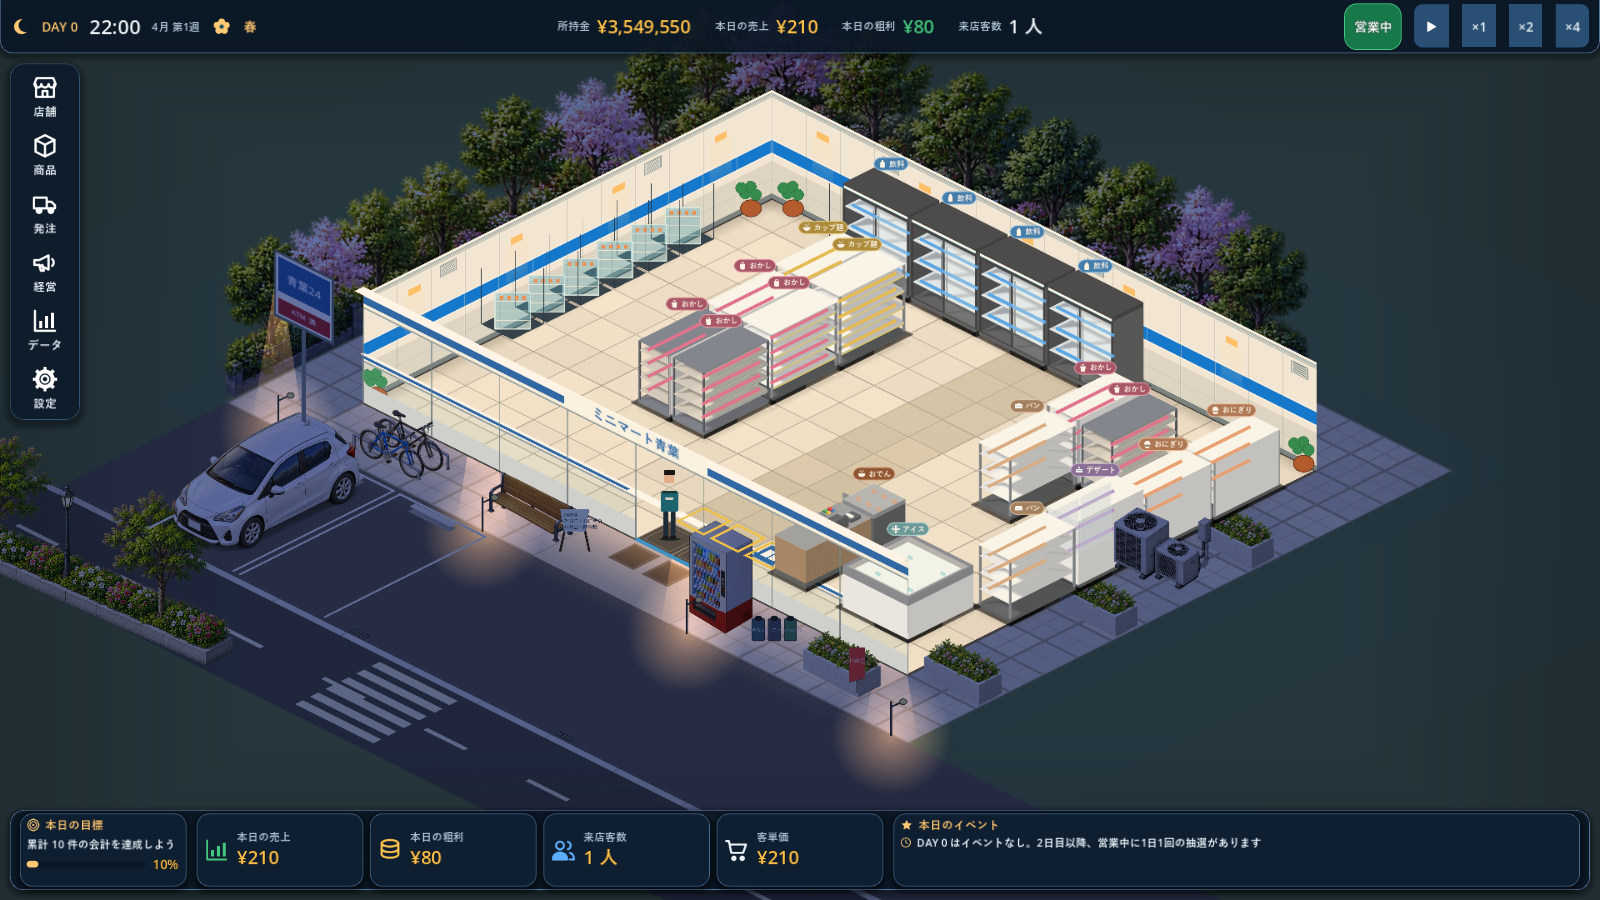 DAY 0 22:00 4月 第1週 春
所持金 ¥3,549,550 本日の売上 ¥210 本日の粗利 ¥80 来店客数 1 人
営業中 ×1 ×2 ×4
店舗
商品
発注
経営
データ
設定
飲料
飲料
飲料
飲料
カップ麺
カップ麺
おかし
おかし
おかし
おかし
おかし
おかし
パン
おにぎり
おにぎり
デザート
パン
おでん
アイス
青葉24
ATM 酒
ミニマート青葉
OPEN
本日の目標
累計 10 件の会計を達成しよう
10%
本日の売上
¥210
本日の粗利
¥80
来店客数
1 人
客単価
¥210
本日のイベント
DAY 0 はイベントなし。2日目以降、営業中に1日1回の抽選があります